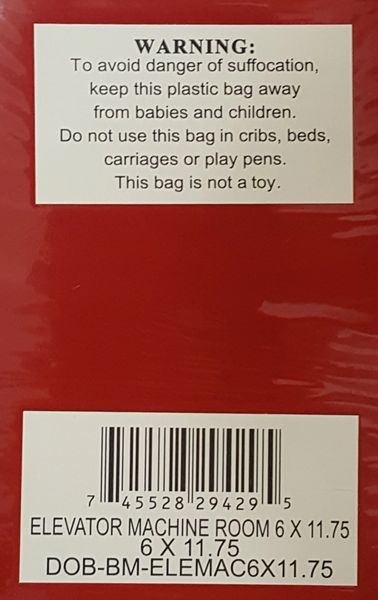 WARNING:
To avoid danger of suffocation,
keep this plastic bag away
from babies and children.
Do not use this bag in cribs, beds,
carriages or play pens.
This bag is not a toy.
7 45528 29429 5
ELEVATOR MACHINE ROOM 6 X 11.75
6 X 11.75
DOB-BM-ELEMAC6X11.75